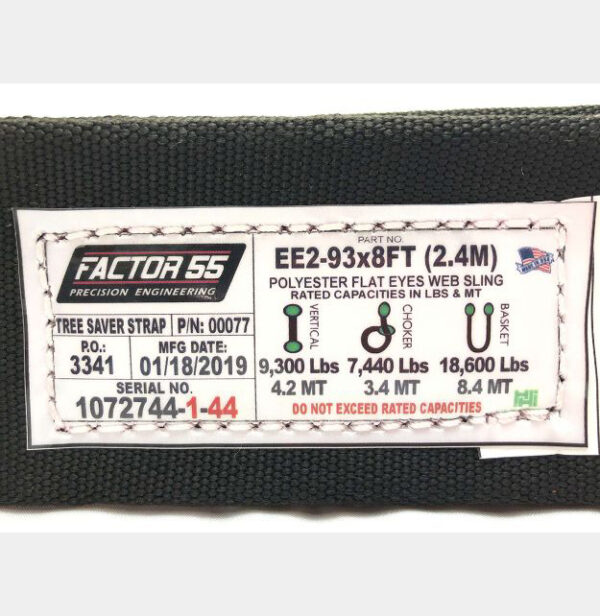 FACTOR 55
PRECISION ENGINEERING
TREE SAVER STRAP P/N: 00077
P.O.: MFG DATE:
3341 01/18/2019
SERIAL NO.
1072744-1-44
PART NO.
EE2-93x8FT (2.4M)
MADE IN USA
POLYESTER FLAT EYES WEB SLING
RATED CAPACITIES IN LBS & MT
VERTICAL CHOKER BASKET
9,300 Lbs 7,440 Lbs 18,600 Lbs
4.2 MT 3.4 MT 8.4 MT
DO NOT EXCEED RATED CAPACITIES